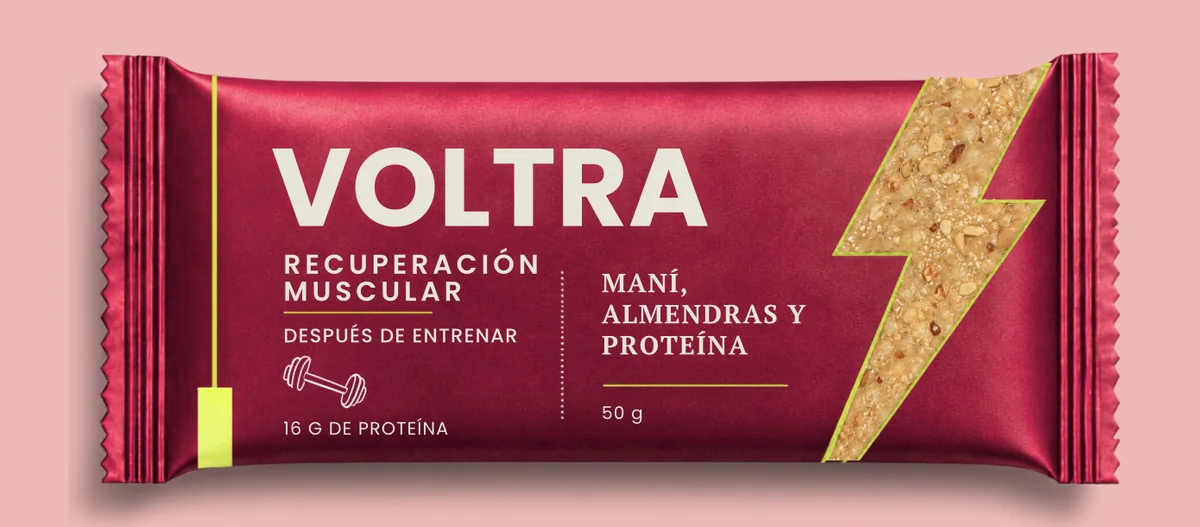 VOLTRA
RECUPERACIÓN
MUSCULAR
DESPUÉS DE ENTRENAR
16 G DE PROTEÍNA
MANÍ,
ALMENDRAS Y
PROTEÍNA
50 g